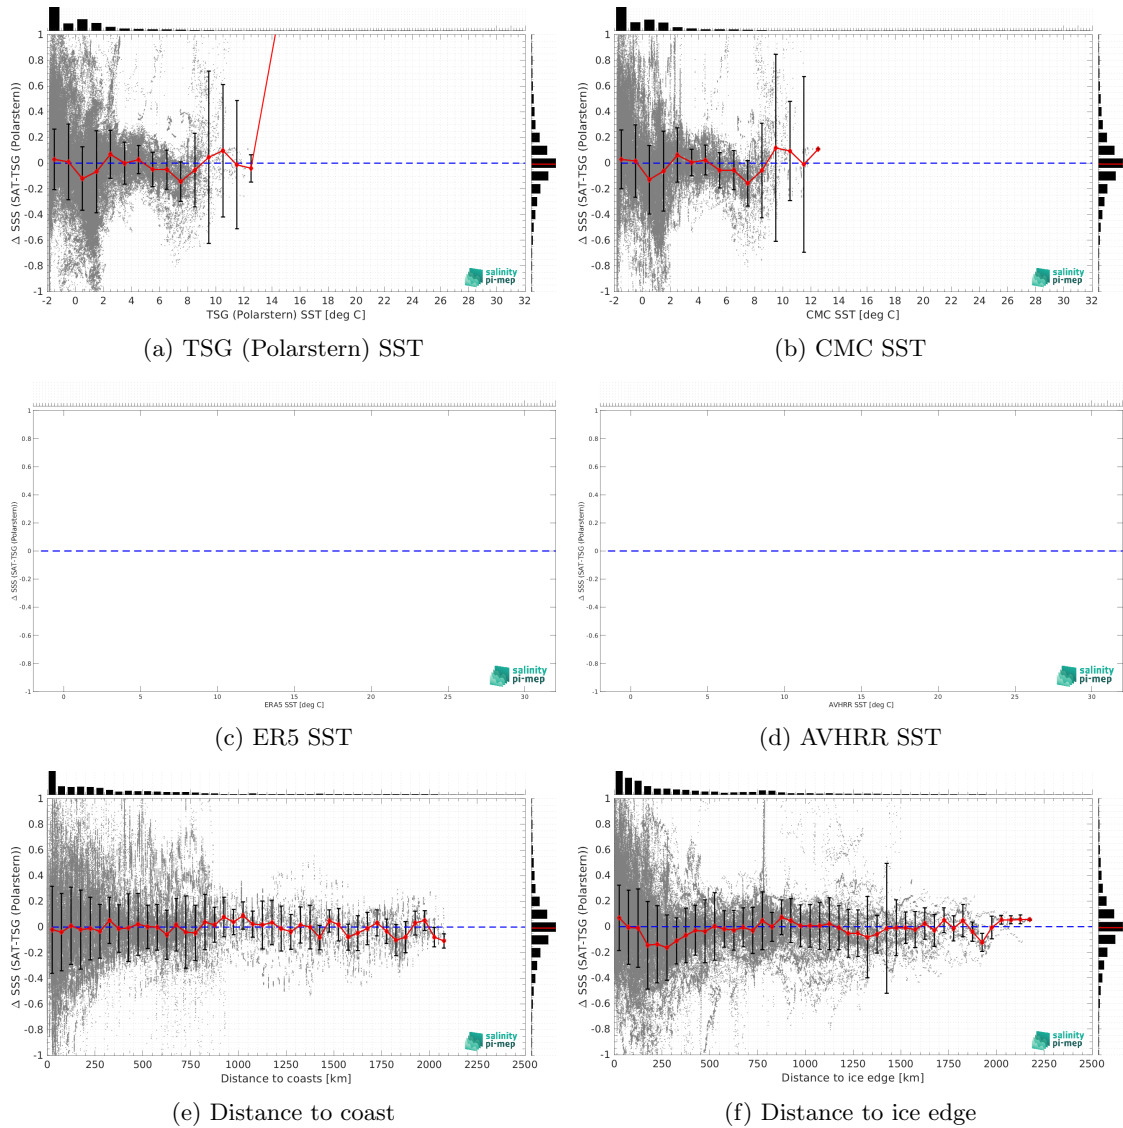 1
0.8
0.6
0.4
0.2
0
-0.2
-0.4
-0.6
-0.8
-1
Δ SSS (SAT-TSG (Polarstern))
salinity
pi-mep
-2 0 2 4 6 8 10 12 14 16 18 20 22 24 26 28 30 32
TSG (Polarstern) SST [deg C]
(a) TSG (Polarstern) SST
1
0.8
0.6
0.4
0.2
0
-0.2
-0.4
-0.6
-0.8
-1
Δ SSS (SAT-TSG (Polarstern))
salinity
pi-mep
-2 0 2 4 6 8 10 12 14 16 18 20 22 24 26 28 30 32
CMC SST [deg C]
(b) CMC SST
1
0.8
0.6
0.4
0.2
0
-0.2
-0.4
-0.6
-0.8
-1
Δ SSS (SAT-TSG (Polarstern))
salinity
pi-mep
0 5 10 15 20 25 30
ERA5 SST [deg C]
(c) ER5 SST
1
0.8
0.6
0.4
0.2
0
-0.2
-0.4
-0.6
-0.8
-1
Δ SSS (SAT-TSG (Polarstern))
salinity
pi-mep
0 5 10 15 20 25 30
AVHRR SST [deg C]
(d) AVHRR SST
1
0.8
0.6
0.4
0.2
0
-0.2
-0.4
-0.6
-0.8
-1
Δ SSS (SAT-TSG (Polarstern))
salinity
pi-mep
0 250 500 750 1000 1250 1500 1750 2000 2250 2500
Distance to coasts [km]
(e) Distance to coast
1
0.8
0.6
0.4
0.2
0
-0.2
-0.4
-0.6
-0.8
-1
Δ SSS (SAT-TSG (Polarstern))
salinity
pi-mep
0 250 500 750 1000 1250 1500 1750 2000 2250 2500
Distance to ice edge [km]
(f) Distance to ice edge